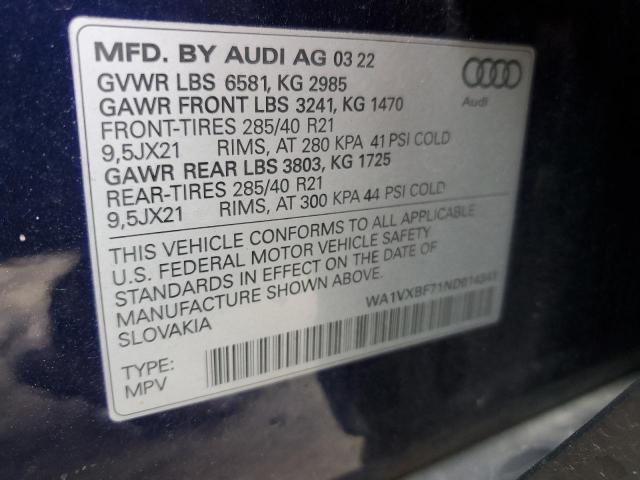 MFD. BY AUDI AG 03 22
GVWR LBS 6581, KG 2985
GAWR FRONT LBS 3241, KG 1470
FRONT-TIRES 285/40 R21
9,5JX21 RIMS, AT 280 KPA 41 PSI COLD
GAWR REAR LBS 3803, KG 1725
REAR-TIRES 285/40 R21
9,5JX21 RIMS, AT 300 KPA 44 PSI COLD
Audi
THIS VEHICLE CONFORMS TO ALL APPLICABLE
U.S. FEDERAL MOTOR VEHICLE SAFETY
STANDARDS IN EFFECT ON THE DATE OF
MANUFACTURE SHOWN ABOVE.
SLOVAKIA
TYPE:
MPV